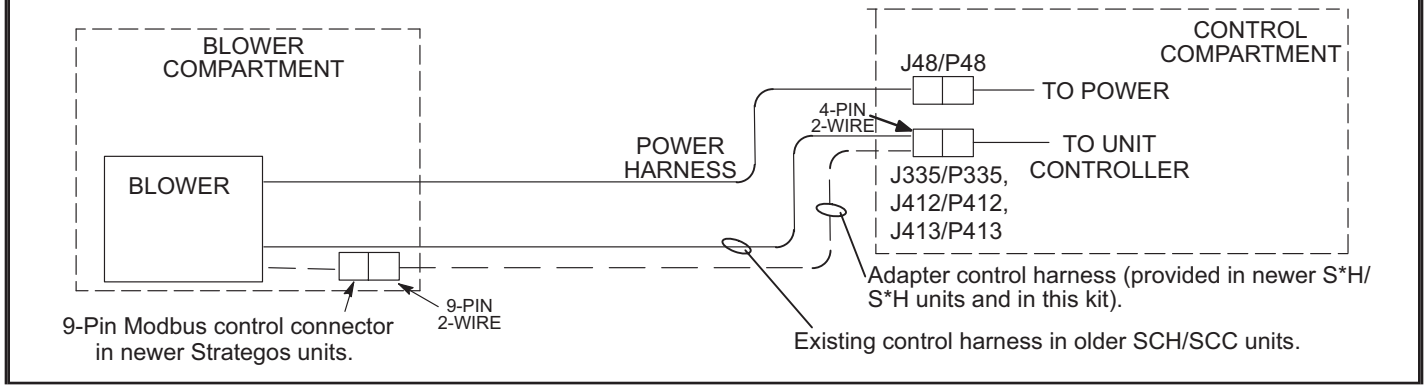 BLOWER
COMPARTMENT
CONTROL
COMPARTMENT
J48/P48
TO POWER
4-PIN
2-WIRE
POWER
HARNESS
TO UNIT
CONTROLLER
BLOWER
J335/P335,
J412/P412,
J413/P413
Adapter control harness (provided in newer S*H/
S*H units and in this kit).
9-PIN
2-WIRE
9-Pin Modbus control connector
in newer Strategos units.
Existing control harness in older SCH/SCC units.